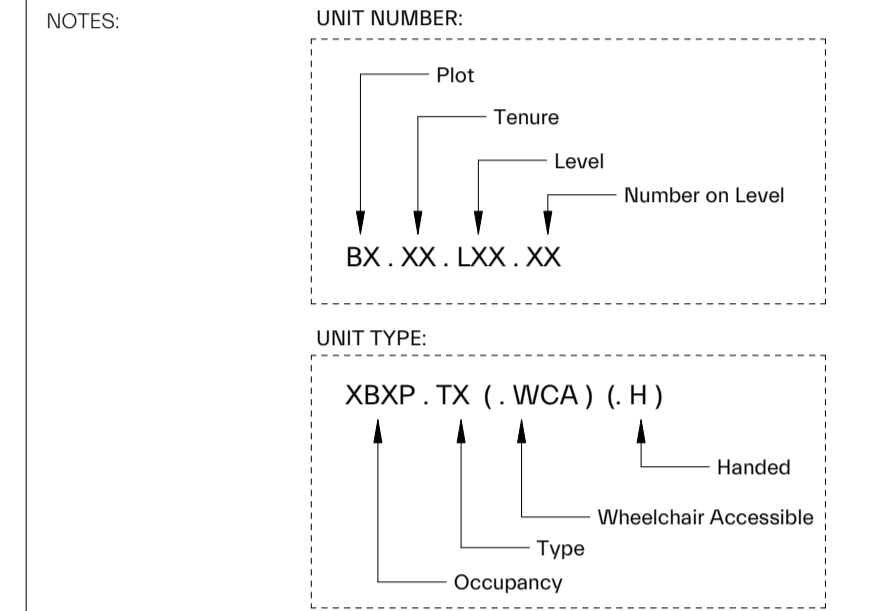 NOTES:
UNIT NUMBER:
Plot
Tenure
Level
Number on Level
BX . XX . LXX . XX
UNIT TYPE:
XBXP . TX ( . WCA ) (. H )
Handed
Wheelchair Accessible
Type
Occupancy